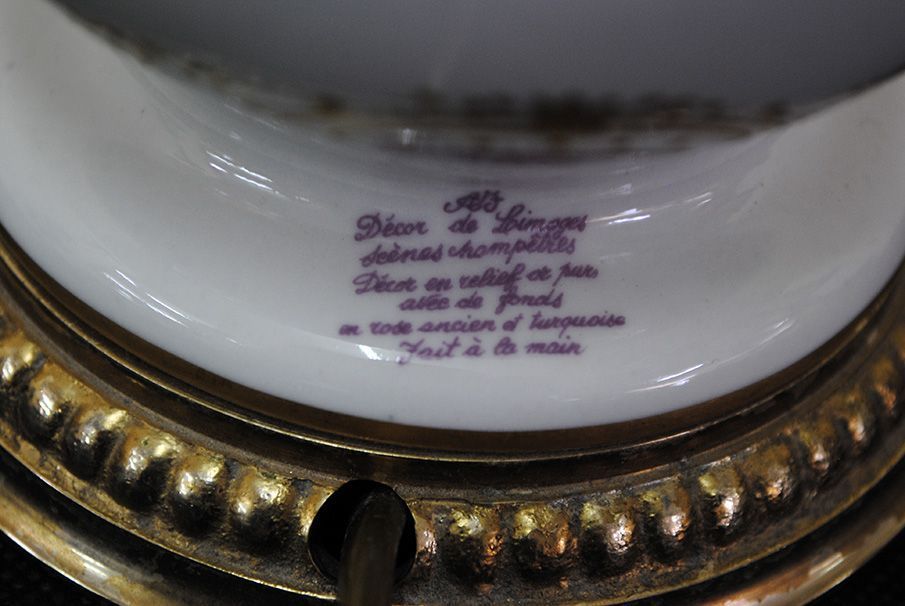 Décor de Limoges
scènes champêtres
Décor en relief or pur,
avec de fonds
en rose ancien et turquoise
Fait à la main